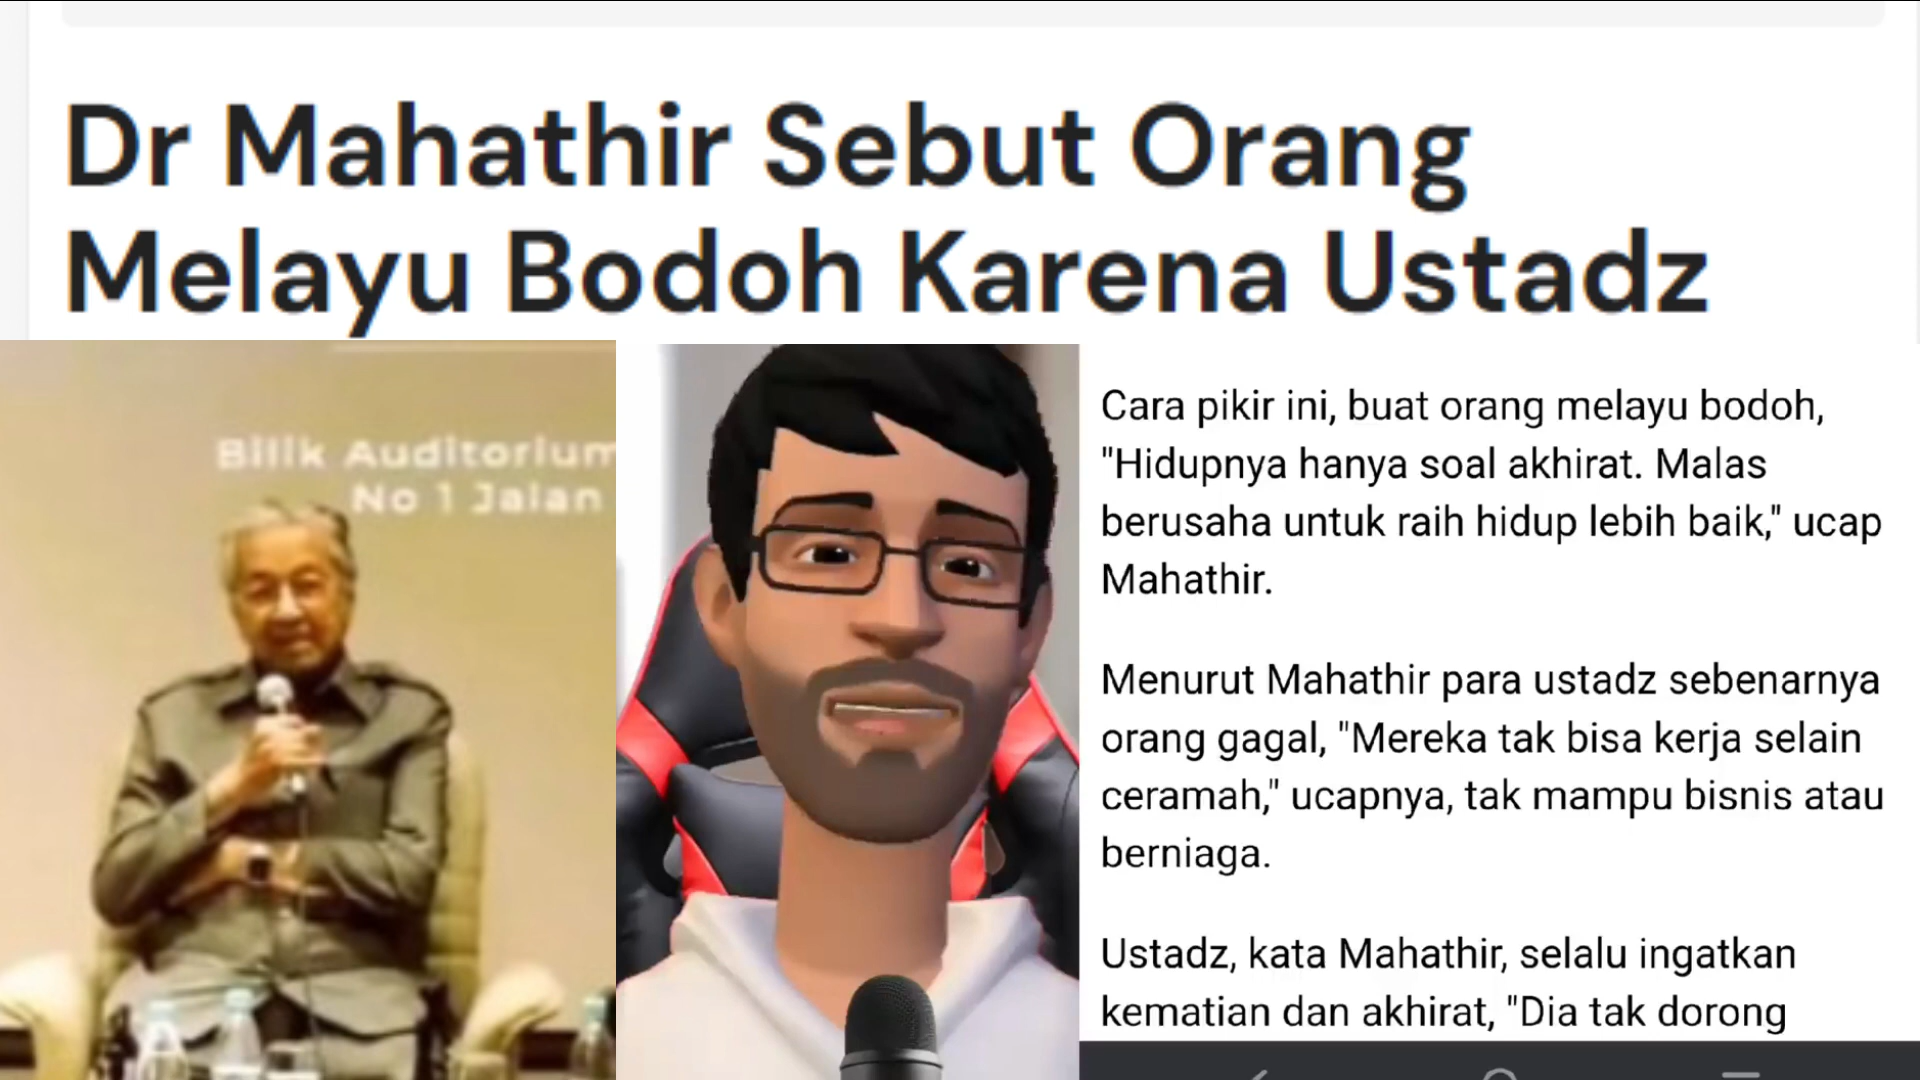 Dr Mahathir Sebut Orang
Melayu Bodoh Karena Ustadz
Bilik Auditorium
No 1 Jalan
Cara pikir ini, buat orang melayu bodoh,
"Hidupnya hanya soal akhirat. Malas
berusaha untuk raih hidup lebih baik," ucap
Mahathir.
Menurut Mahathir para ustadz sebenarnya
orang gagal, "Mereka tak bisa kerja selain
ceramah," ucapnya, tak mampu bisnis atau
berniaga.
Ustadz, kata Mahathir, selalu ingatkan
kematian dan akhirat, "Dia tak dorong